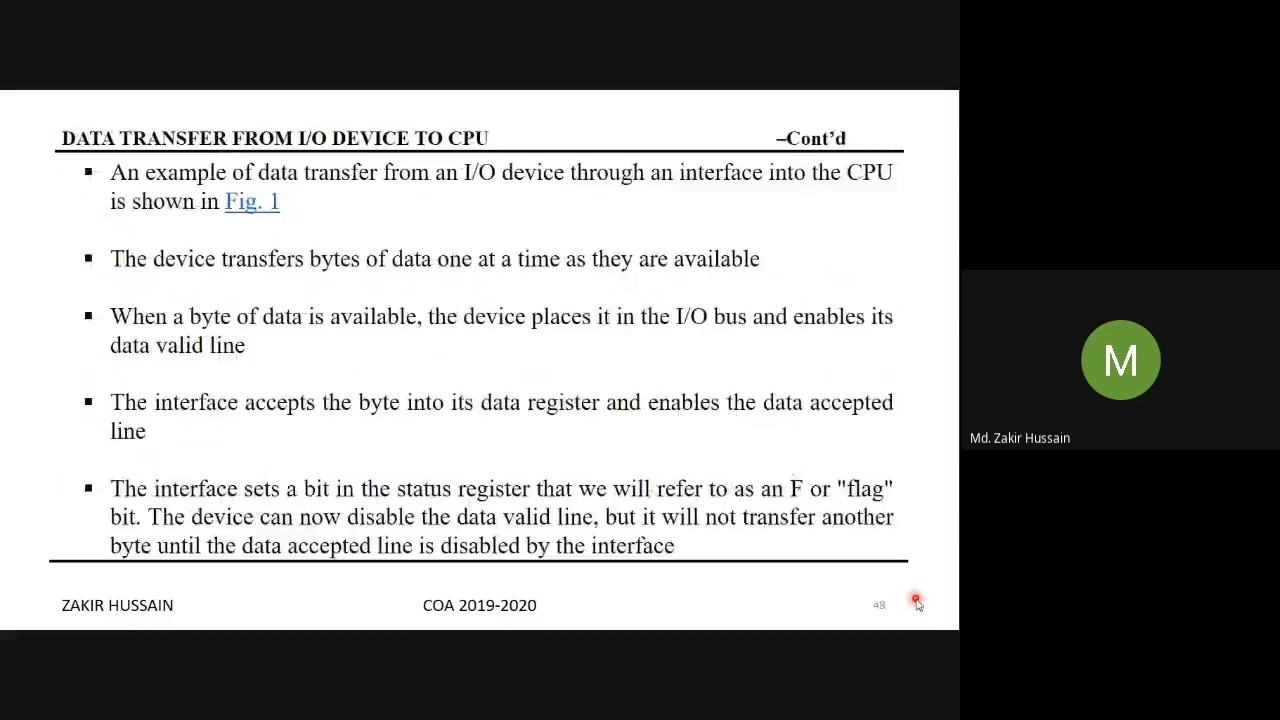 DATA TRANSFER FROM I/O DEVICE TO CPU –Cont'd
▪ An example of data transfer from an I/O device through an interface into the CPU
is shown in Fig. 1
▪ The device transfers bytes of data one at a time as they are available
▪ When a byte of data is available, the device places it in the I/O bus and enables its
data valid line
▪ The interface accepts the byte into its data register and enables the data accepted
line
▪ The interface sets a bit in the status register that we will refer to as an F or "flag"
bit. The device can now disable the data valid line, but it will not transfer another
byte until the data accepted line is disabled by the interface
ZAKIR HUSSAIN COA 2019-2020 48
M
Md. Zakir Hussain